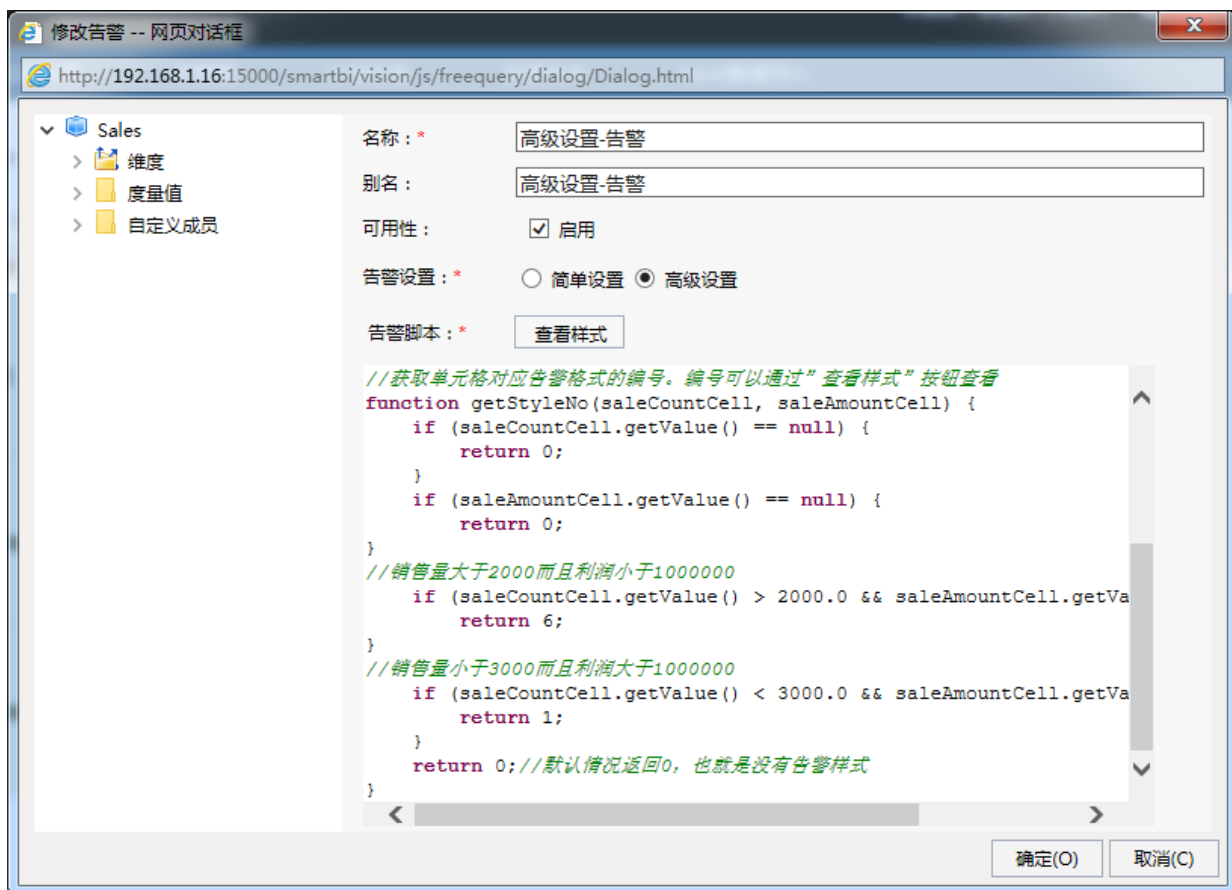 修改告警 -- 网页对话框
http://192.168.1.16:15000/smartbi/vision/js/freequery/dialog/Dialog.html
Sales
维度
度量值
自定义成员
名称：* 高级设置-告警
别名： 高级设置-告警
可用性： 启用
告警设置：* 简单设置 高级设置
告警脚本：* 查看样式
//获取单元格对应告警格式的编号。编号可以通过”查看样式”按钮查看
function getStyleNo(saleCountCell, saleAmountCell) {
    if (saleCountCell.getValue() == null) {
        return 0;
    }
    if (saleAmountCell.getValue() == null) {
        return 0;
}
//销售量大于2000而且利润小于1000000
    if (saleCountCell.getValue() > 2000.0 && saleAmountCell.getVa
        return 6;
}
//销售量小于3000而且利润大于1000000
    if (saleCountCell.getValue() < 3000.0 && saleAmountCell.getVa
        return 1;
    }
    return 0;//默认情况返回0，也就是没有告警样式
}
确定(O) 取消(C)